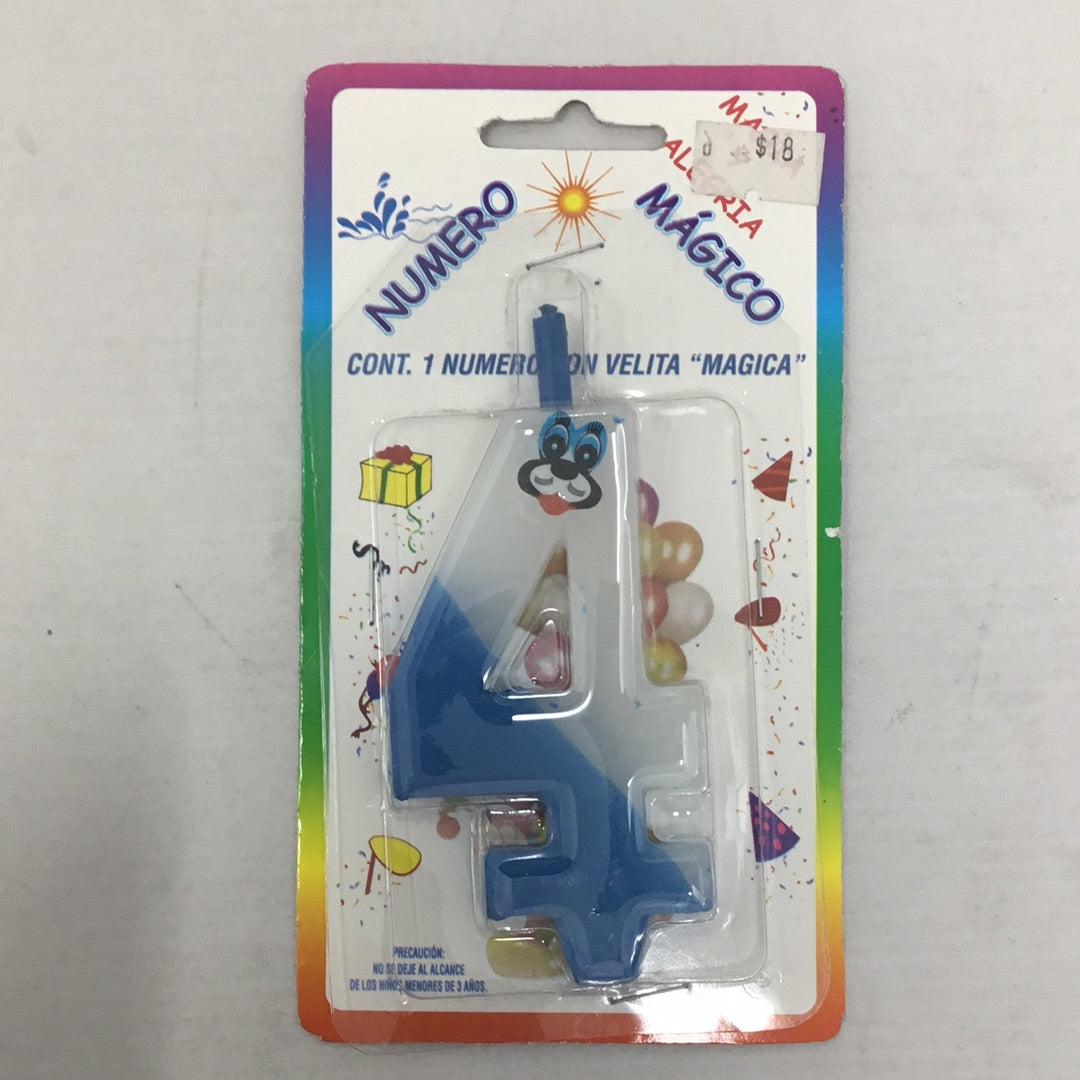 $18
NUMERO MÁGICO
CONT. 1 NUMERO CON VELITA “MAGICA”
PRECAUCIÓN:
NO SE DEJE AL ALCANCE
DE LOS NIÑOS MENORES DE 3 AÑOS.